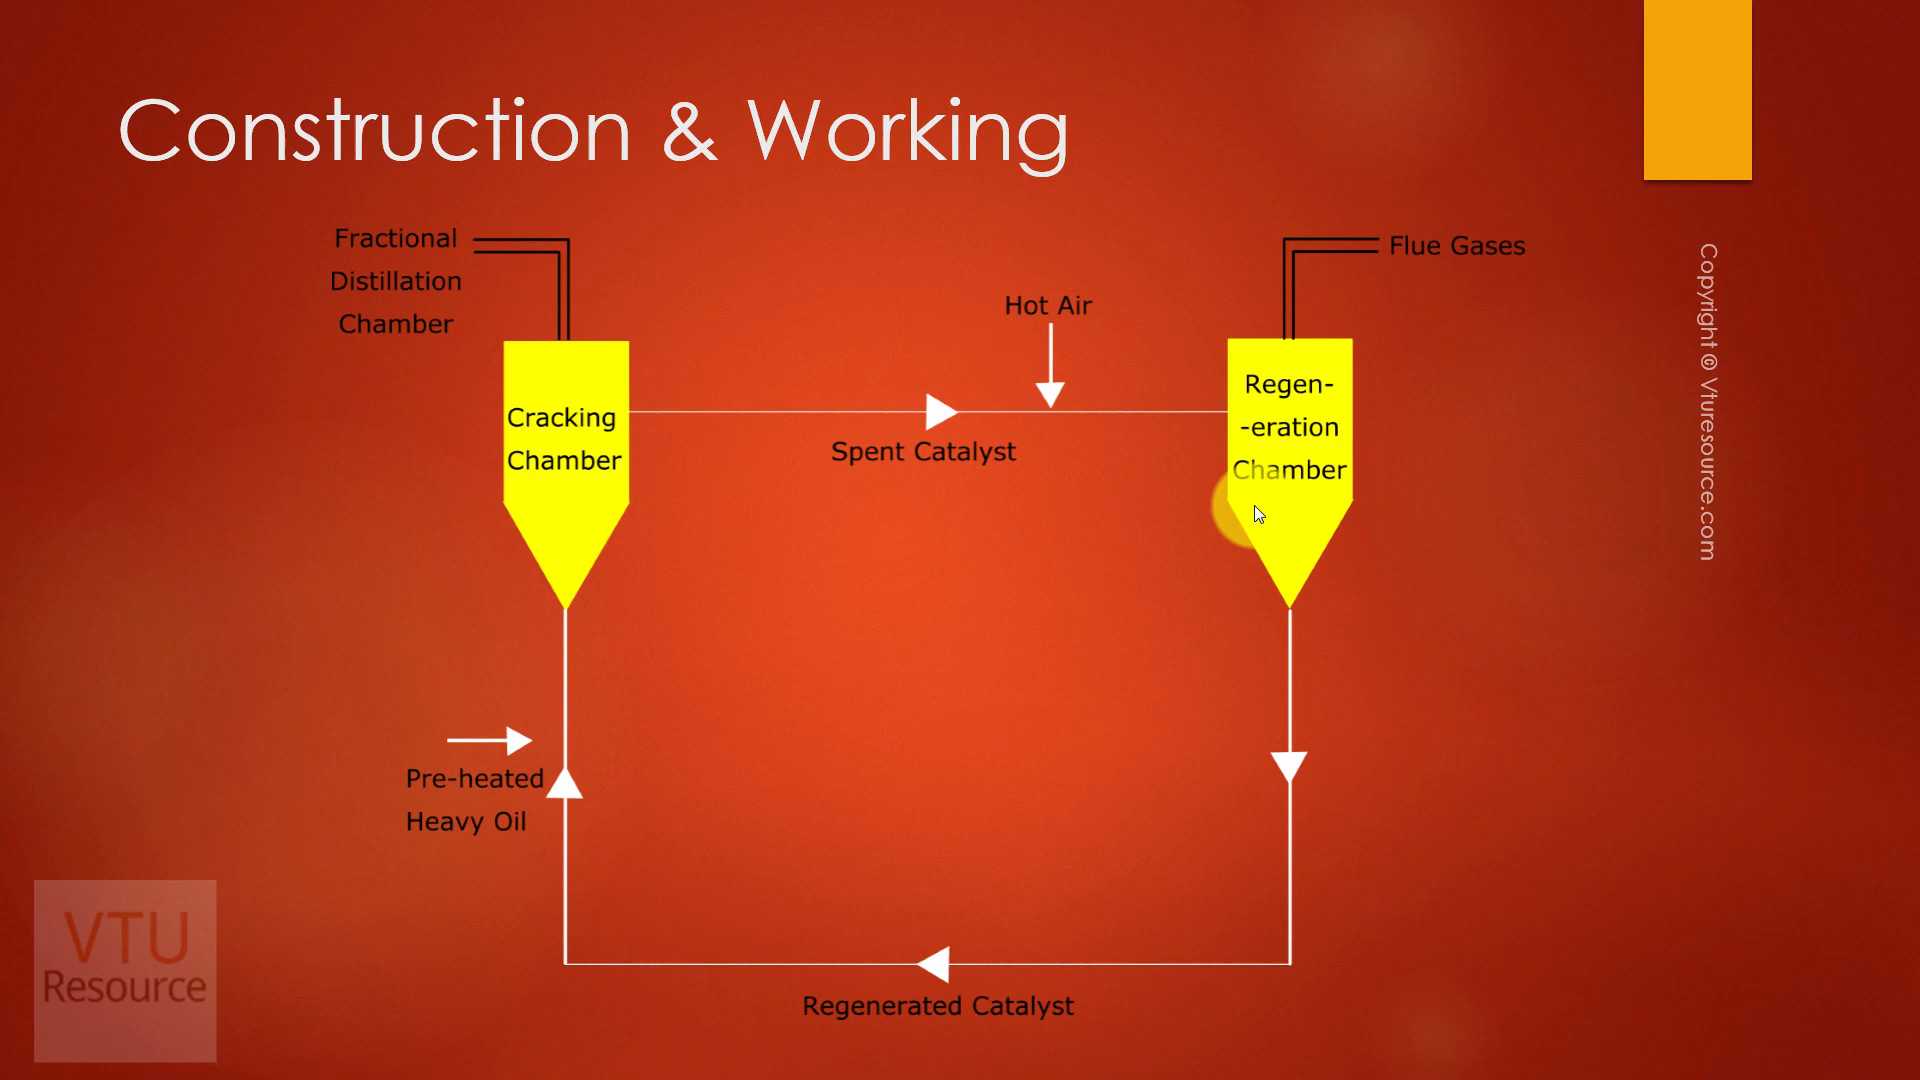 Construction & Working
Fractional
Distillation
Chamber
Flue Gases
Hot Air
Regen-
-eration
Chamber
Cracking
Chamber
Spent Catalyst
Pre-heated
Heavy Oil
Regenerated Catalyst
Copyright © Vturesource.com
VTU
Resource